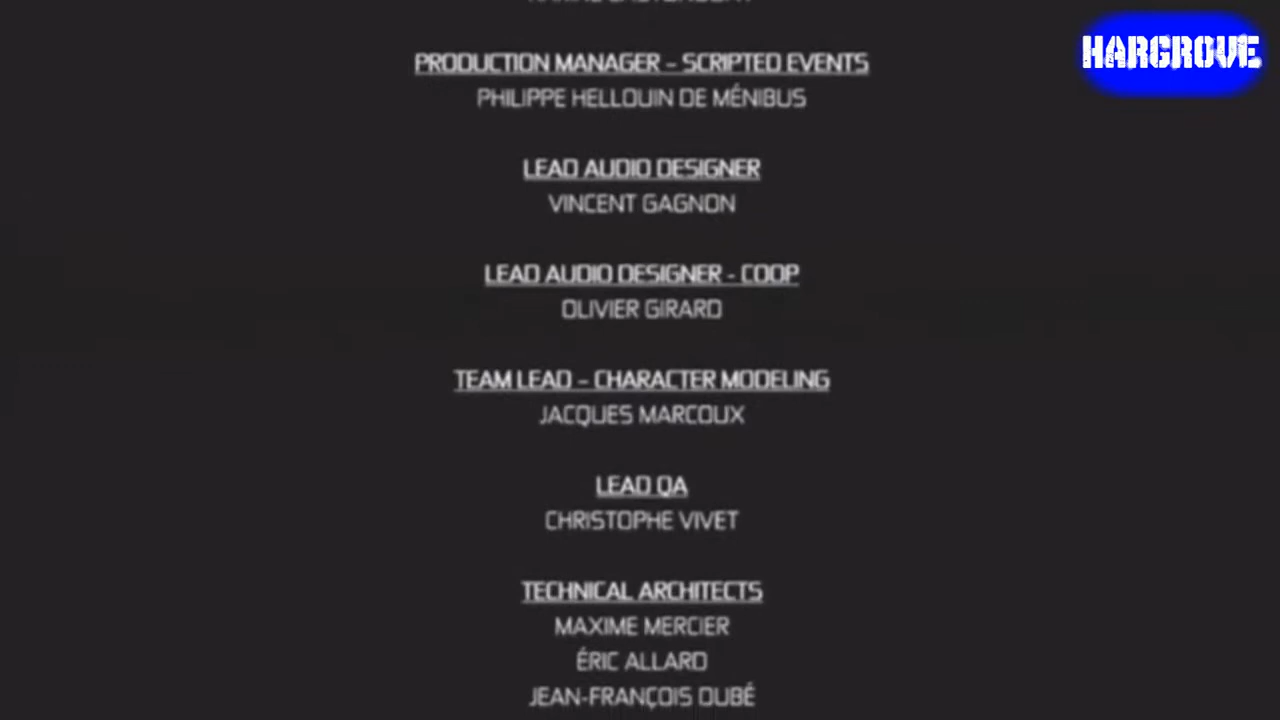 HARGROVE
PRODUCTION MANAGER – SCRIPTED EVENTS
PHILIPPE HELLOUIN DE MÉNIBUS
LEAD AUDIO DESIGNER
VINCENT GAGNON
LEAD AUDIO DESIGNER - COOP
OLIVIER GIRARD
TEAM LEAD – CHARACTER MODELING
JACQUES MARCOUX
LEAD QA
CHRISTOPHE VIVET
TECHNICAL ARCHITECTS
MAXIME MERCIER
ÉRIC ALLARD
JEAN-FRANÇOIS DUBÉ